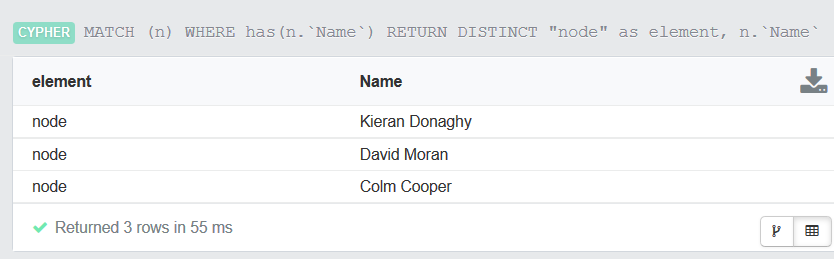 CYPHER MATCH (n) WHERE has(n.`Name`) RETURN DISTINCT "node" as element, n.`Name`
element Name
node Kieran Donaghy
node David Moran
node Colm Cooper
Returned 3 rows in 55 ms